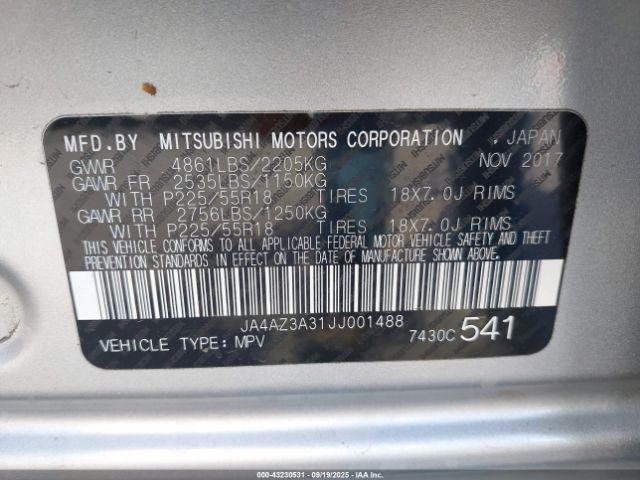 MFD.BY MITSUBISHI MOTORS CORPORATION , JAPAN
GVWR 4861LBS/2205KG NOV 2017
GAWR FR 2535LBS/1150KG
WITH P225/55R18 TIRES 18X7.0J RIMS
GAWR RR 2756LBS/1250KG
WITH P225/55R18 TIRES 18X7.0J RIMS
THIS VEHICLE CONFORMS TO ALL APPLICABLE FEDERAL MOTOR VEHICLE SAFETY AND THEFT
PREVENTION STANDARDS IN EFFECT ON THE DATE OF MANUFACTURE SHOWN ABOVE.
JA4AZ3A31JJ001488
VEHICLE TYPE: MPV 7430C 541
000-43230531 - 09/19/2025 - IAAI.COM